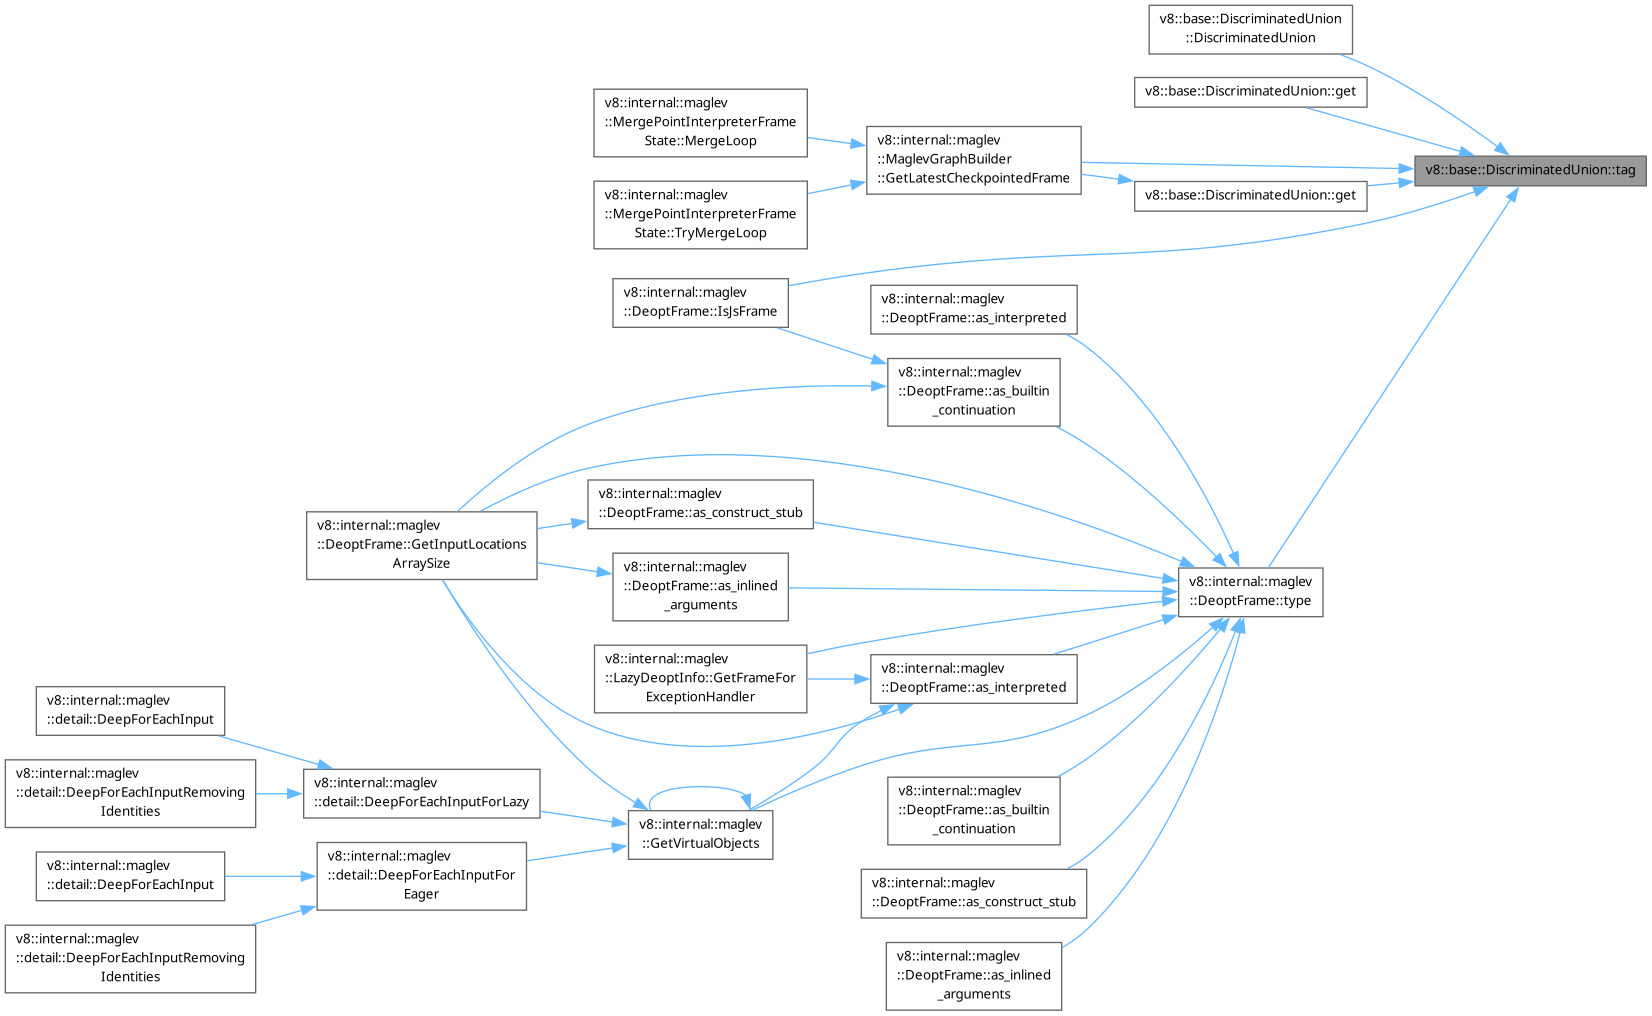 v8::base::DiscriminatedUnion
::DiscriminatedUnion
v8::base::DiscriminatedUnion::get
v8::internal::maglev
::MergePointInterpreterFrame
State::MergeLoop
v8::internal::maglev
::MaglevGraphBuilder
::GetLatestCheckpointedFrame
v8::base::DiscriminatedUnion::tag
v8::internal::maglev
::MergePointInterpreterFrame
State::TryMergeLoop
v8::base::DiscriminatedUnion::get
v8::internal::maglev
::DeoptFrame::IsJsFrame
v8::internal::maglev
::DeoptFrame::as_interpreted
v8::internal::maglev
::DeoptFrame::as_builtin
_continuation
v8::internal::maglev
::DeoptFrame::as_construct_stub
v8::internal::maglev
::DeoptFrame::GetInputLocations
ArraySize
v8::internal::maglev
::DeoptFrame::as_inlined
_arguments
v8::internal::maglev
::DeoptFrame::type
v8::internal::maglev
::LazyDeoptInfo::GetFrameFor
ExceptionHandler
v8::internal::maglev
::DeoptFrame::as_interpreted
v8::internal::maglev
::detail::DeepForEachInput
v8::internal::maglev
::detail::DeepForEachInputRemoving
Identities
v8::internal::maglev
::detail::DeepForEachInputForLazy
v8::internal::maglev
::DeoptFrame::as_builtin
_continuation
v8::internal::maglev
::GetVirtualObjects
v8::internal::maglev
::detail::DeepForEachInput
v8::internal::maglev
::detail::DeepForEachInputFor
Eager
v8::internal::maglev
::DeoptFrame::as_construct_stub
v8::internal::maglev
::detail::DeepForEachInputRemoving
Identities
v8::internal::maglev
::DeoptFrame::as_inlined
_arguments